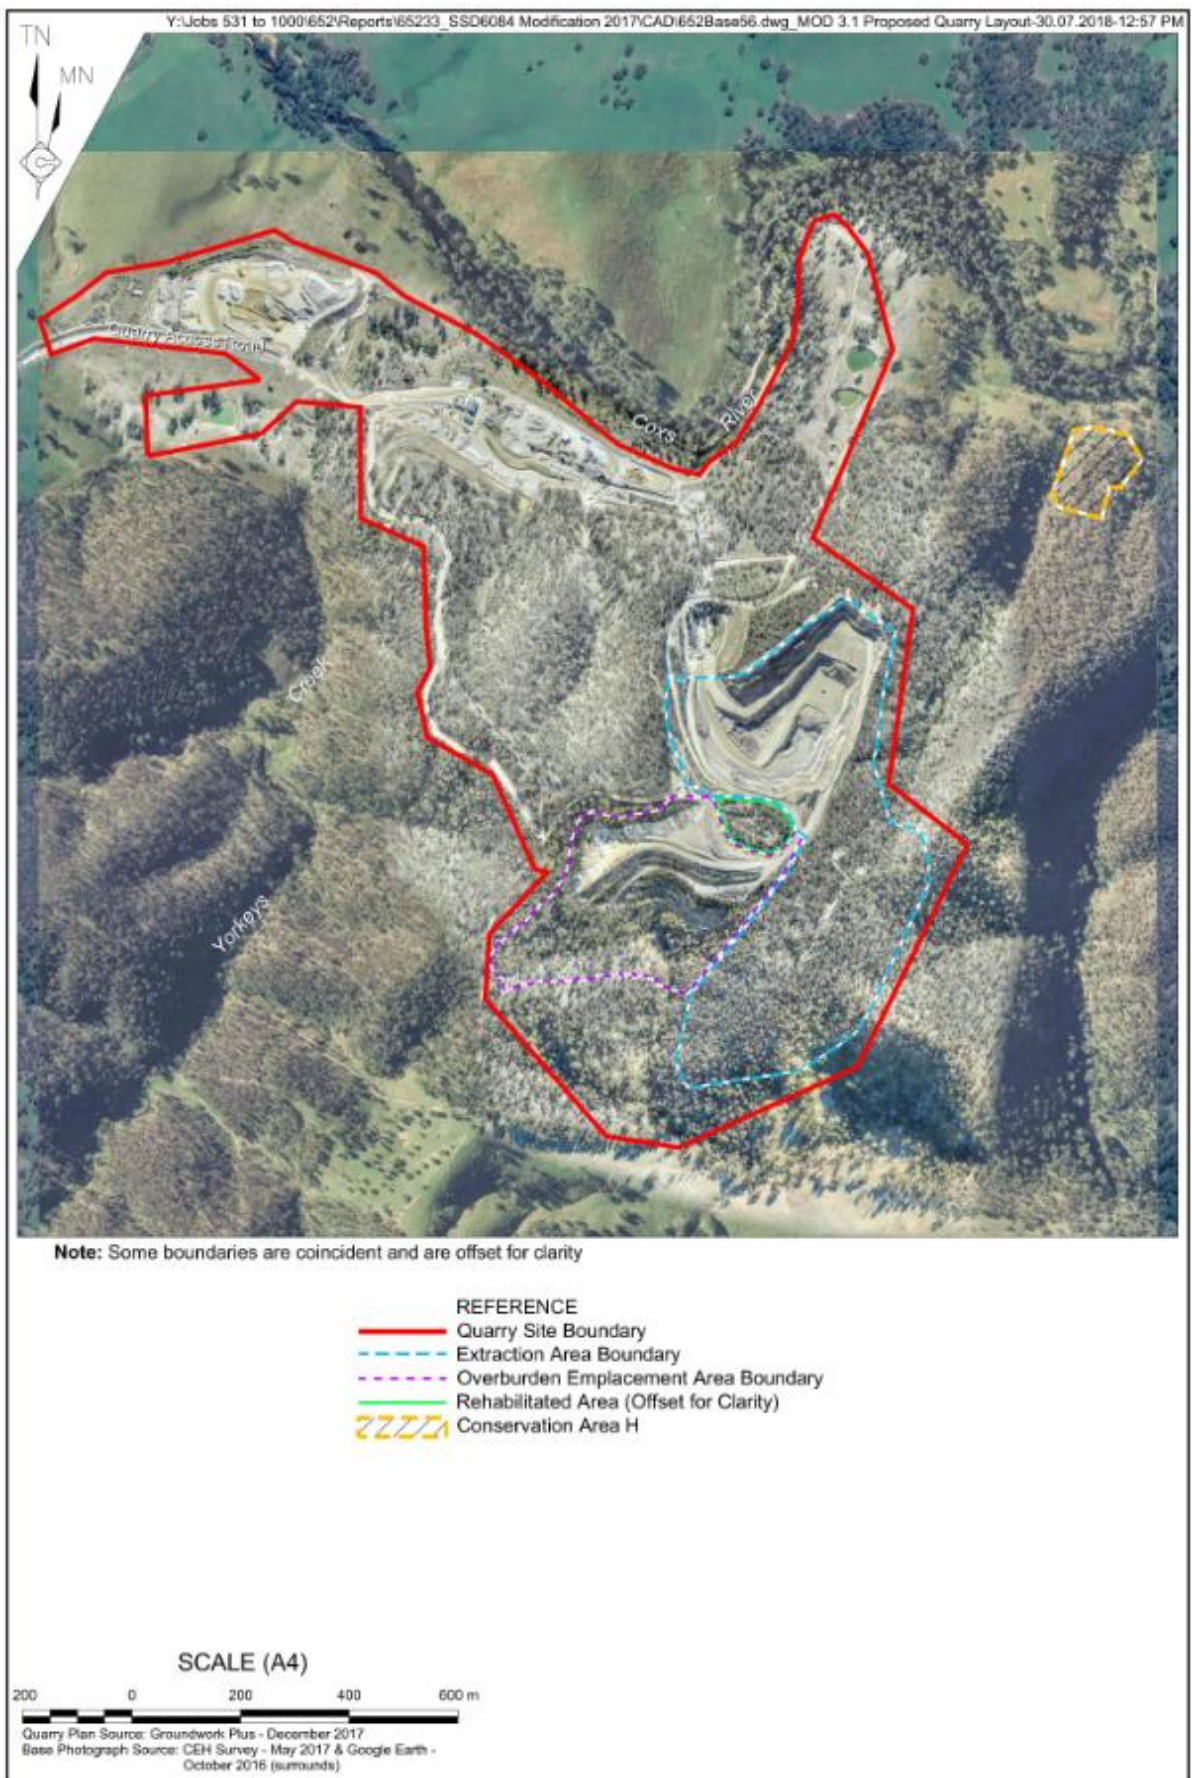 Y:\Jobs 531 to 1000\652\Reports\65233_SSD6084 Modification 2017\CAD\652Base56.dwg_MOD 3.1 Proposed Quarry Layout-30.07.2018-12:57 PM
TN
MN
Quarry Access Road
Coxs
River
Creek
Yorkeys
Note: Some boundaries are coincident and are offset for clarity
REFERENCE
Quarry Site Boundary
Extraction Area Boundary
Overburden Emplacement Area Boundary
Rehabilitated Area (Offset for Clarity)
Conservation Area H
SCALE (A4)
200 0 200 400 600 m
Quarry Plan Source: Groundwork Plus - December 2017
Base Photograph Source: CEH Survey - May 2017 & Google Earth -
October 2016 (surrounds)